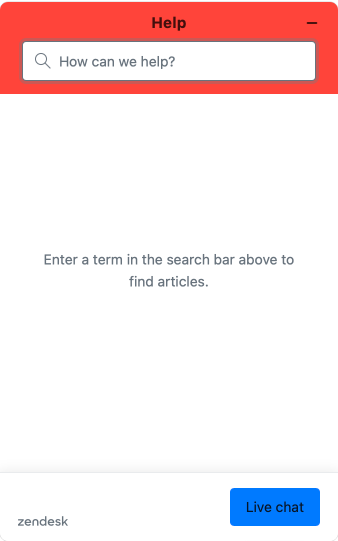 Help
How can we help?
Enter a term in the search bar above to
find articles.
Live chat
zendesk